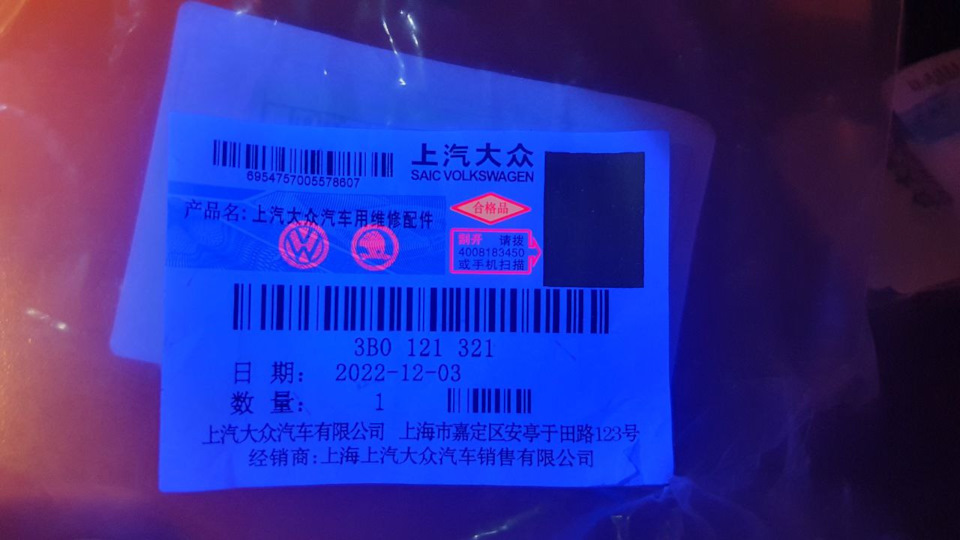 上汽大众
SAIC VOLKSWAGEN
6954757005578607
产品名: 上汽大众汽车用维修配件
合格品
刮开 请拨
4008183450
或手机扫描
3B0 121 321
日 期: 2022-12-03
数 量: 1
上汽大众汽车有限公司 上海市嘉定区安亭于田路123号
经销商:上海上汽大众汽车销售有限公司